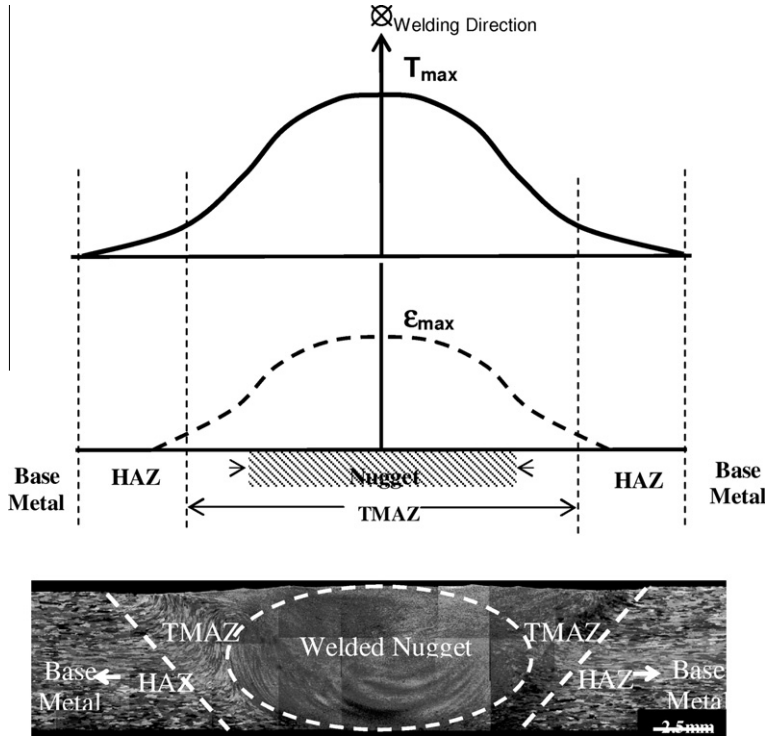 Welding Direction
Tmax
εmax
Base Metal
HAZ
Nugget
HAZ
Base Metal
TMAZ
TMAZ
Welded Nugget
TMAZ
Base Metal
HAZ
HAZ
Base Metal
2.5mm